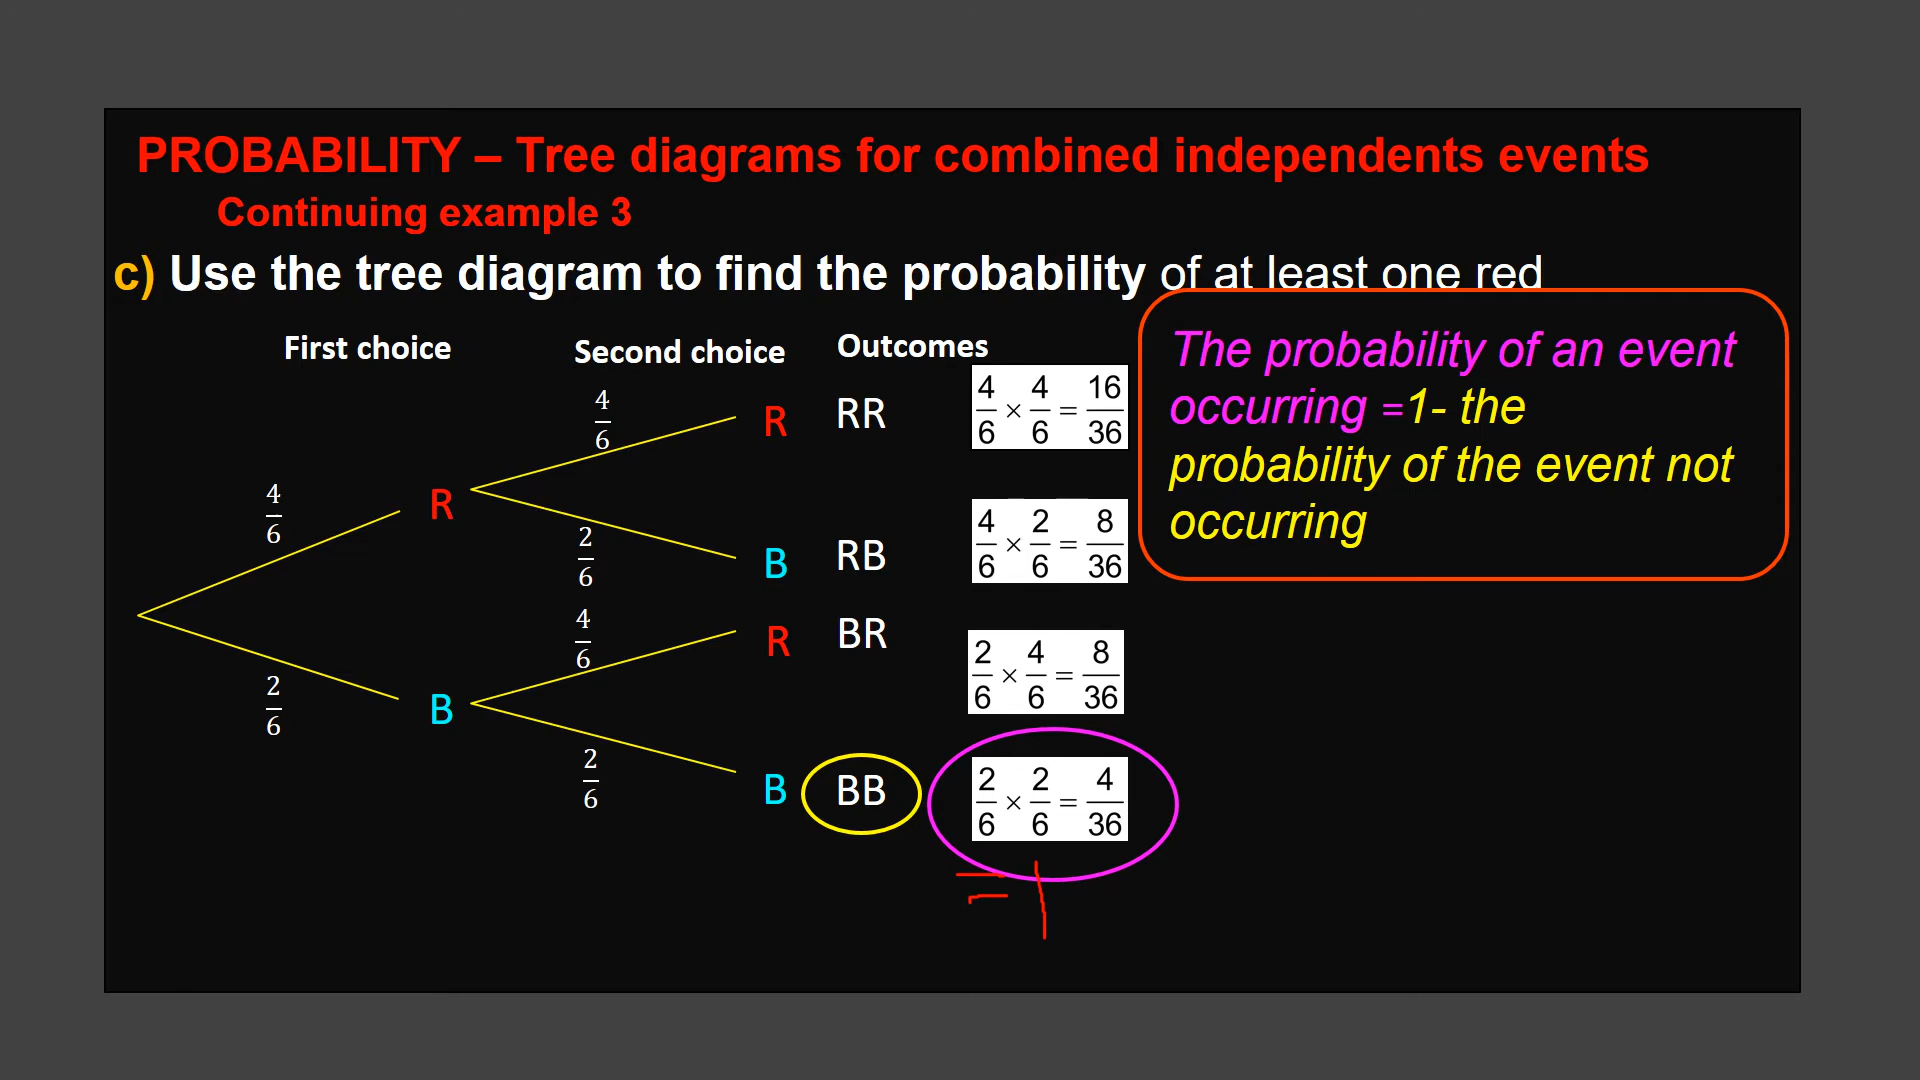 PROBABILITY – Tree diagrams for combined independents events
Continuing example 3
c) Use the tree diagram to find the probability of at least one red
First choice
Second choice
Outcomes
The probability of an event
occurring =1- the
probability of the event not
occurring
4/6
R
2/6
B
4/6
R
RR
4/6 × 4/6 = 16/36
2/6
B
RB
4/6 × 2/6 = 8/36
4/6
R
BR
2/6 × 4/6 = 8/36
2/6
B
BB
2/6 × 2/6 = 4/36
= 1